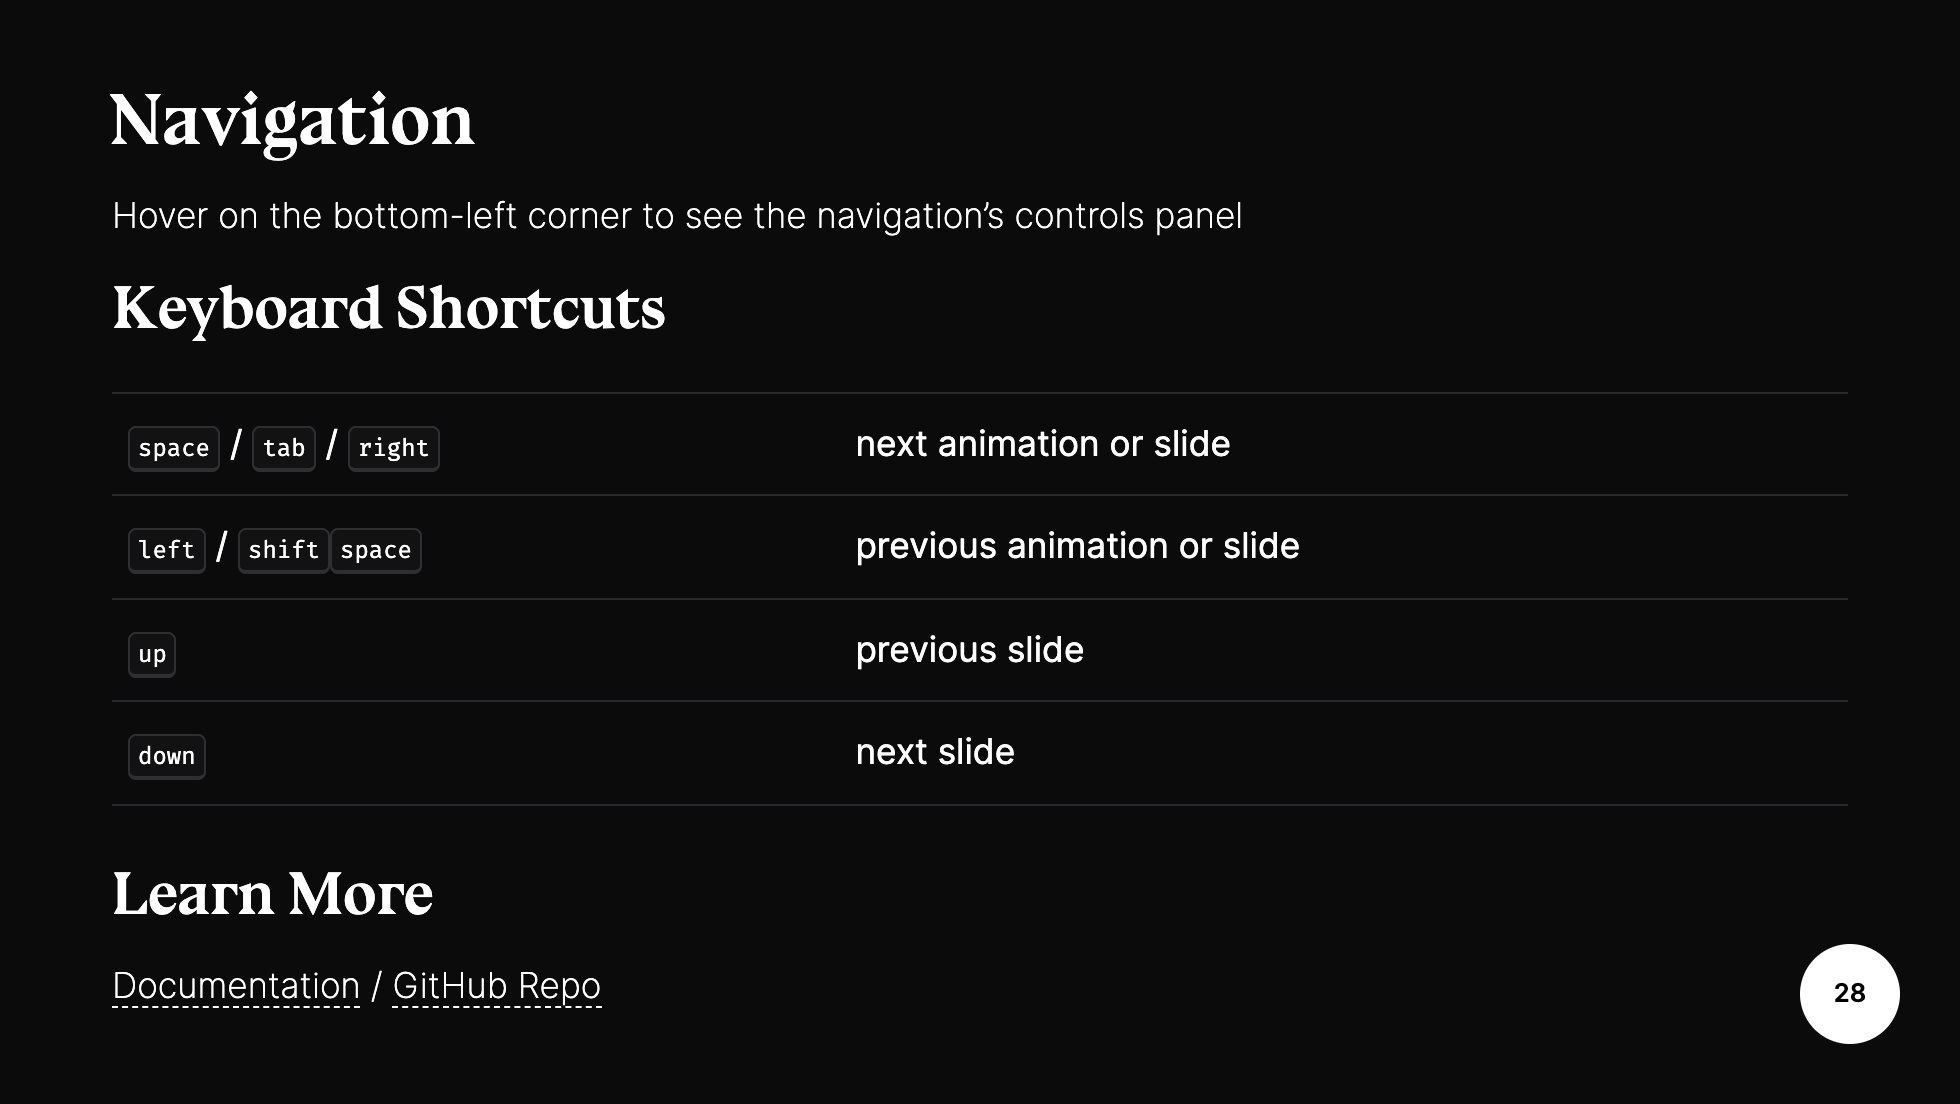 Navigation
Hover on the bottom-left corner to see the navigation’s controls panel
Keyboard Shortcuts
space / tab / right next animation or slide
left / shift space previous animation or slide
up previous slide
down next slide
Learn More
Documentation / GitHub Repo
28